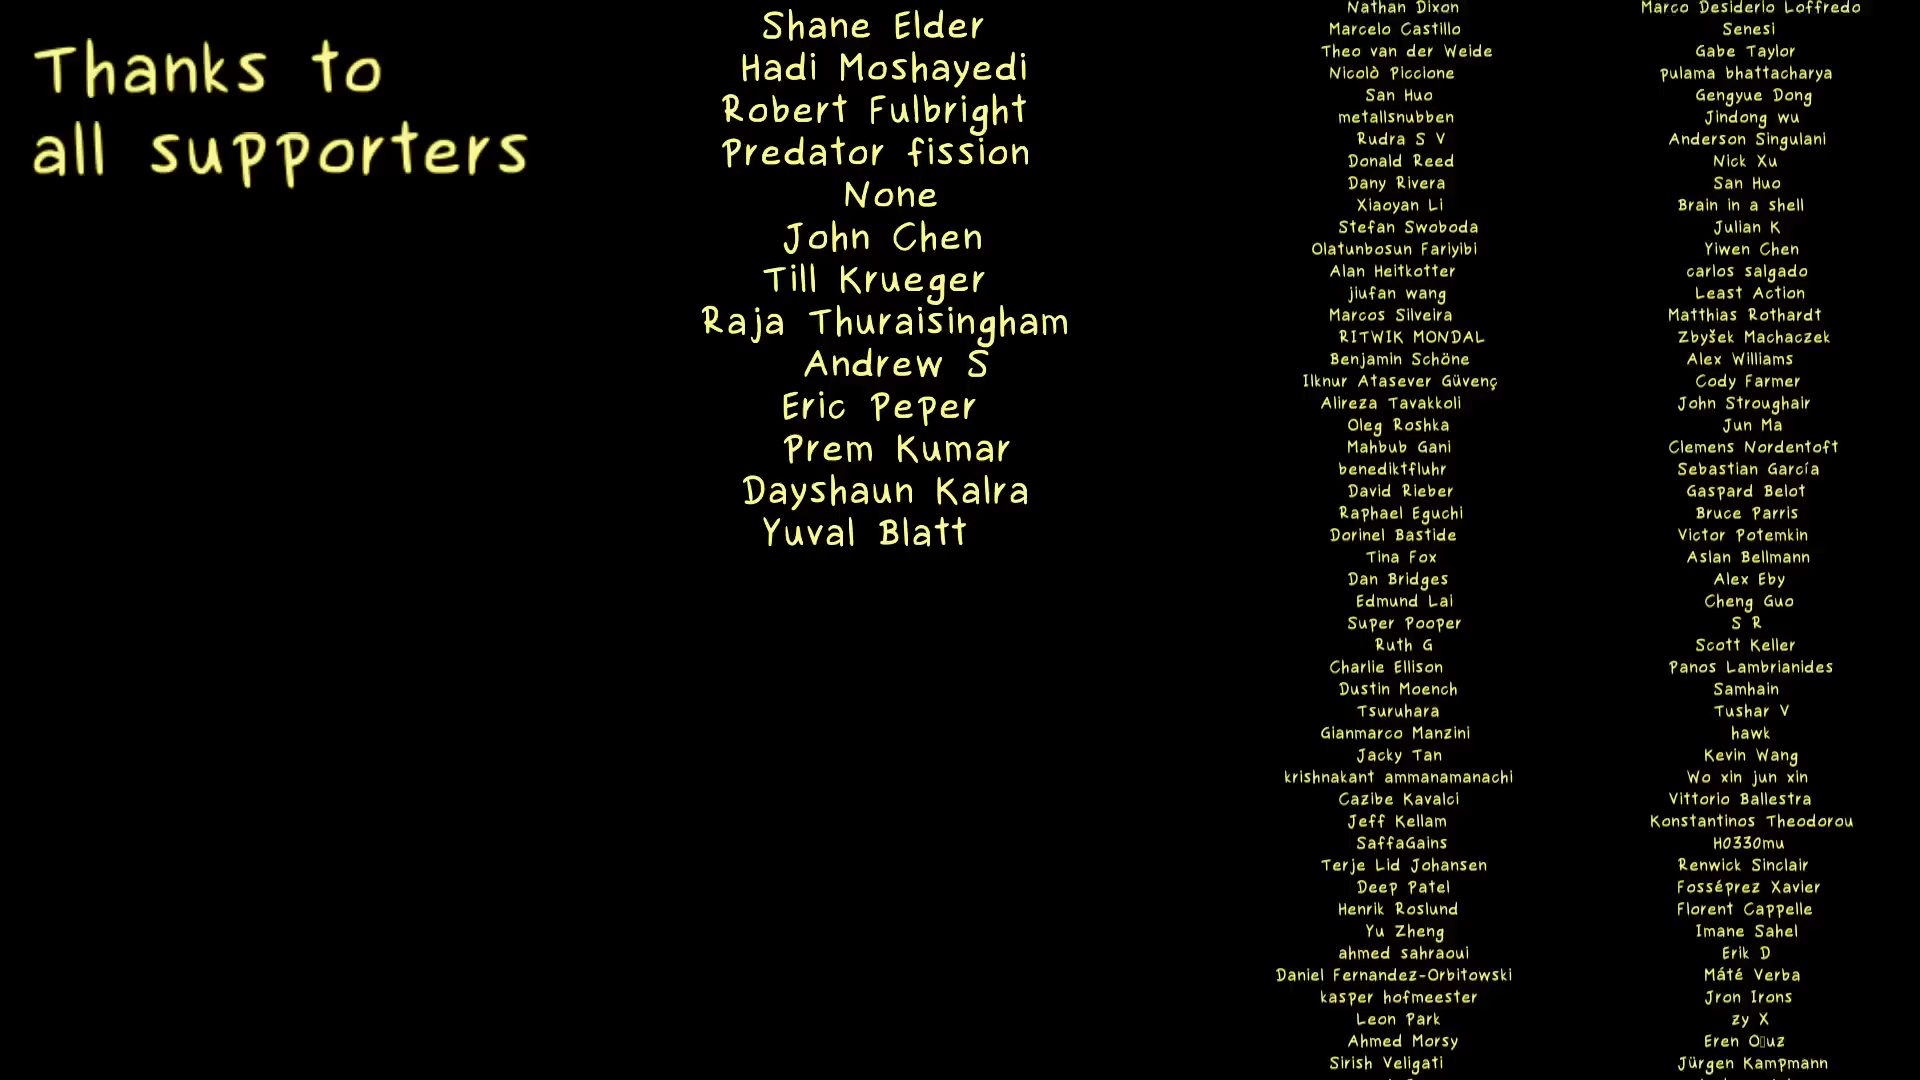 Thanks to
all supporters
Shane Elder
Hadi Moshayedi
Robert Fulbright
Predator fission
None
John Chen
Till Krueger
Raja Thuraisingham
Andrew S
Eric Peper
Prem Kumar
Dayshaun Kalra
Yuval Blatt
Nathan Dixon
Marcelo Castillo
Theo van der Weide
Nicolò Piccione
San Huo
metallsnubben
Rudra S V
Donald Reed
Dany Rivera
Xiaoyan Li
Stefan Swoboda
Olatunbosun Fariyibi
Alan Heitkotter
jiufan wang
Marcos Silveira
RITWIK MONDAL
Benjamin Schöne
Ilknur Atasever Güvenç
Alireza Tavakkoli
Oleg Roshka
Mahbub Gani
benediktfluhr
David Rieber
Raphael Eguchi
Dorinel Bastide
Tina Fox
Dan Bridges
Edmund Lai
Super Pooper
Ruth G
Charlie Ellison
Dustin Moench
Tsuruhara
Gianmarco Manzini
Jacky Tan
krishnakant ammanamanachi
Cazibe Kavalci
Jeff Kellam
SaffaGains
Terje Lid Johansen
Deep Patel
Henrik Roslund
Yu Zheng
ahmed sahraoui
Daniel Fernandez-Orbitowski
kasper hofmeester
Leon Park
Ahmed Morsy
Sirish Veligati
Marco Desiderio Loffredo
Senesi
Gabe Taylor
pulama bhattacharya
Gengyue Dong
Jindong wu
Anderson Singulani
Nick Xu
San Huo
Brain in a shell
Julian K
Yiwen Chen
carlos salgado
Least Action
Matthias Rothardt
Zbyšek Machaczek
Alex Williams
Cody Farmer
John Stroughair
Jun Ma
Clemens Nordentoft
Sebastian García
Gaspard Belot
Bruce Parris
Victor Potemkin
Aslan Bellmann
Alex Eby
Cheng Guo
S R
Scott Keller
Panos Lambrianides
Samhain
Tushar V
hawk
Kevin Wang
Wo xin jun xin
Vittorio Ballestra
Konstantinos Theodorou
H0330mu
Renwick Sinclair
Fosséprez Xavier
Florent Cappelle
Imane Sahel
Erik D
Máté Verba
Jron Irons
zy X
Eren O▯uz
Jürgen Kampmann